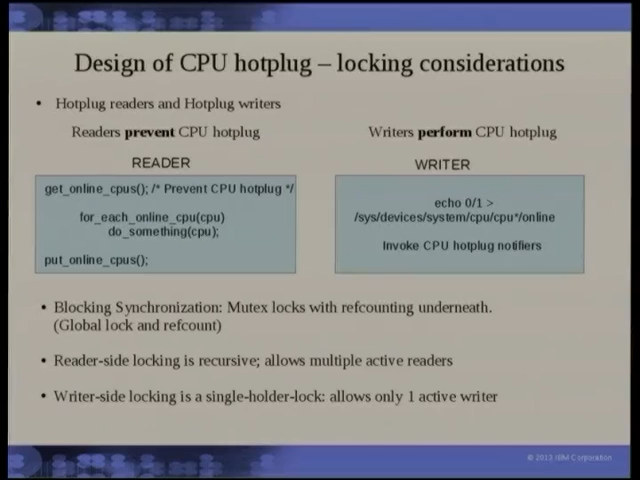 Design of CPU hotplug – locking considerations
• Hotplug readers and Hotplug writers
Readers prevent CPU hotplug
Writers perform CPU hotplug
READER
WRITER
get_online_cpus(); /* Prevent CPU hotplug */
for_each_online_cpu(cpu)
do_something(cpu);
put_online_cpus();
echo 0/1 >
/sys/devices/system/cpu/cpu*/online
Invoke CPU hotplug notifiers
• Blocking Synchronization: Mutex locks with refcounting underneath.
(Global lock and refcount)
• Reader-side locking is recursive; allows multiple active readers
• Writer-side locking is a single-holder-lock: allows only 1 active writer
© 2012 IBM Corporation